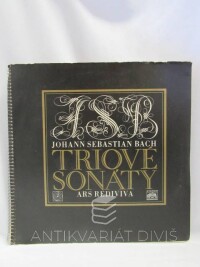 JSB
JOHANN SEBASTIAN BACH
TRIOVÉ
SONÁTY
ARS REDIVIVA
ANTIKVARIÁT DIVIŠ